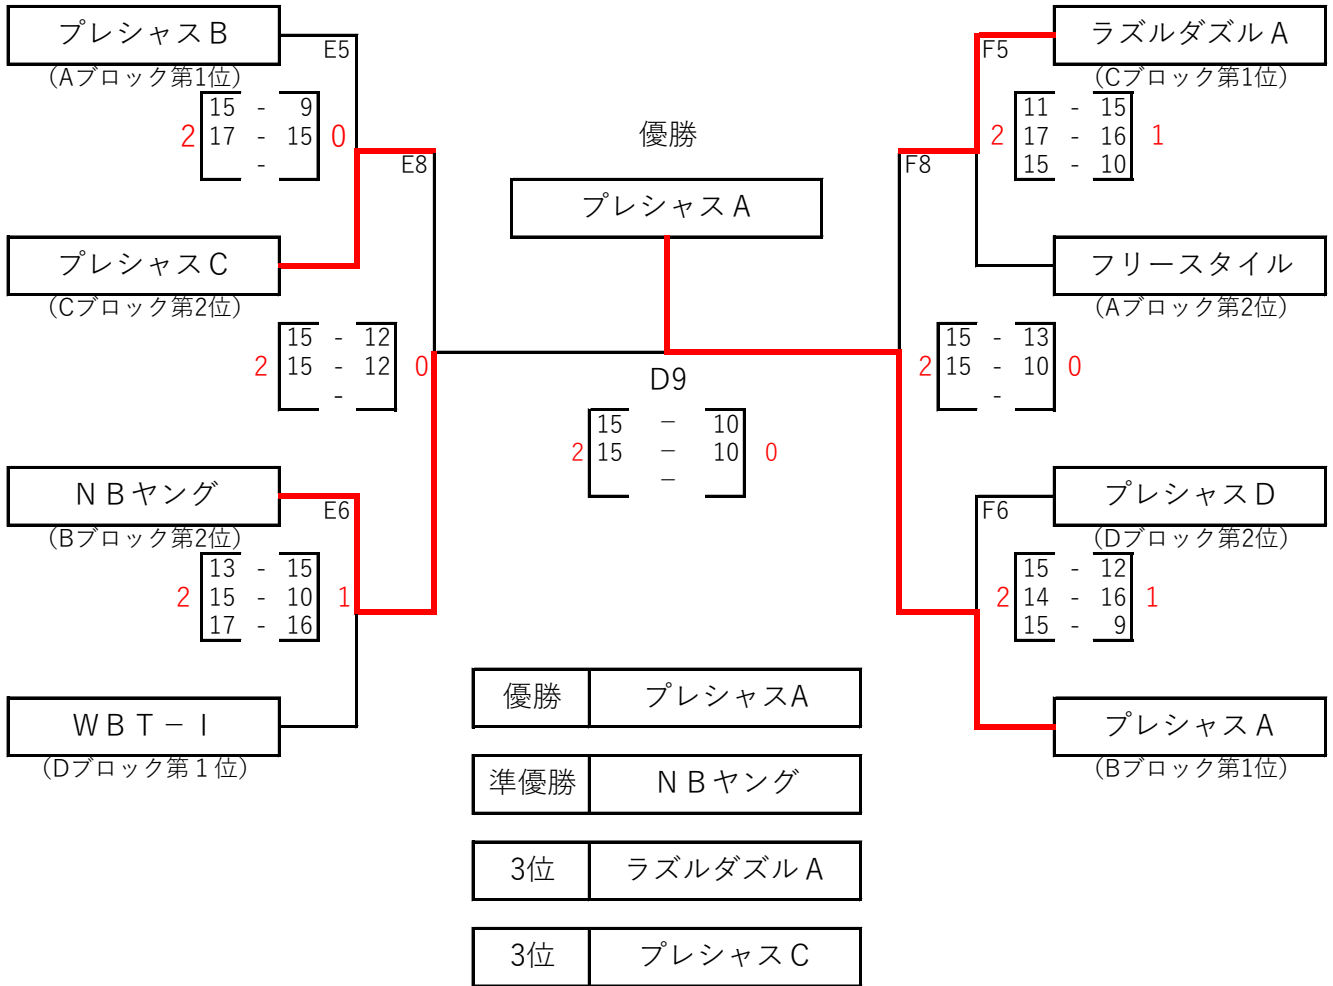 プレシャスＢ
E5
(Aブロック第1位)
2
15 - 9
17 - 15
-
0
プレシャスＣ
(Cブロック第2位)
E8
2
15 - 12
15 - 12
-
0
ＮＢヤング
E6
(Bブロック第2位)
2
13 - 15
15 - 10
17 - 16
1
ＷＢＴ－Ｉ
(Dブロック第１位)
優勝
プレシャスＡ
D9
2
15 － 10
15 － 10
－
0
ラズルダズルＡ
F5
(Cブロック第1位)
2
11 - 15
17 - 16
15 - 10
1
F8
フリースタイル
(Aブロック第2位)
2
15 - 13
15 - 10
-
0
プレシャスＤ
F6
(Dブロック第2位)
2
15 - 12
14 - 16
15 - 9
1
プレシャスＡ
(Bブロック第1位)
優勝 プレシャスA
準優勝 ＮＢヤング
3位 ラズルダズルＡ
3位 プレシャスＣ